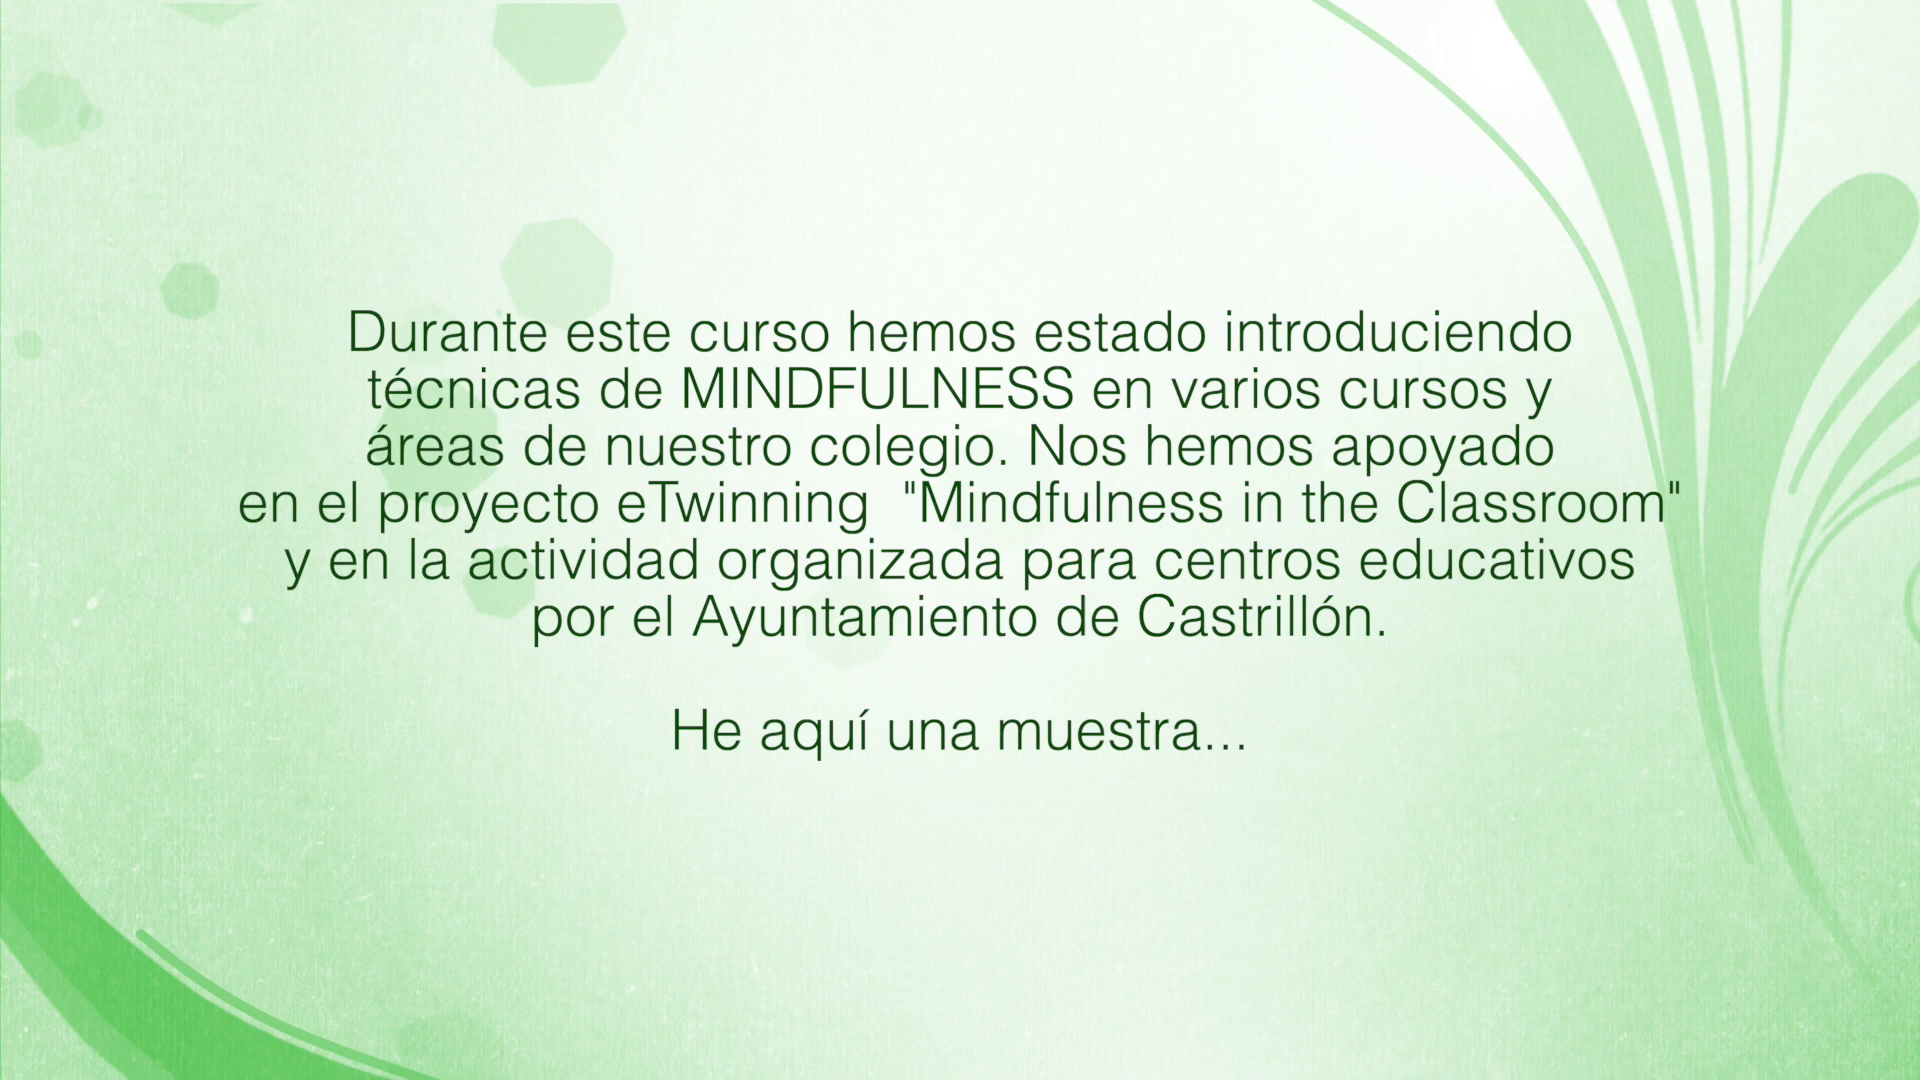 Durante este curso hemos estado introduciendo
técnicas de MINDFULNESS en varios cursos y
áreas de nuestro colegio. Nos hemos apoyado
en el proyecto eTwinning  "Mindfulness in the Classroom"
y en la actividad organizada para centros educativos
por el Ayuntamiento de Castrillón.
He aquí una muestra...